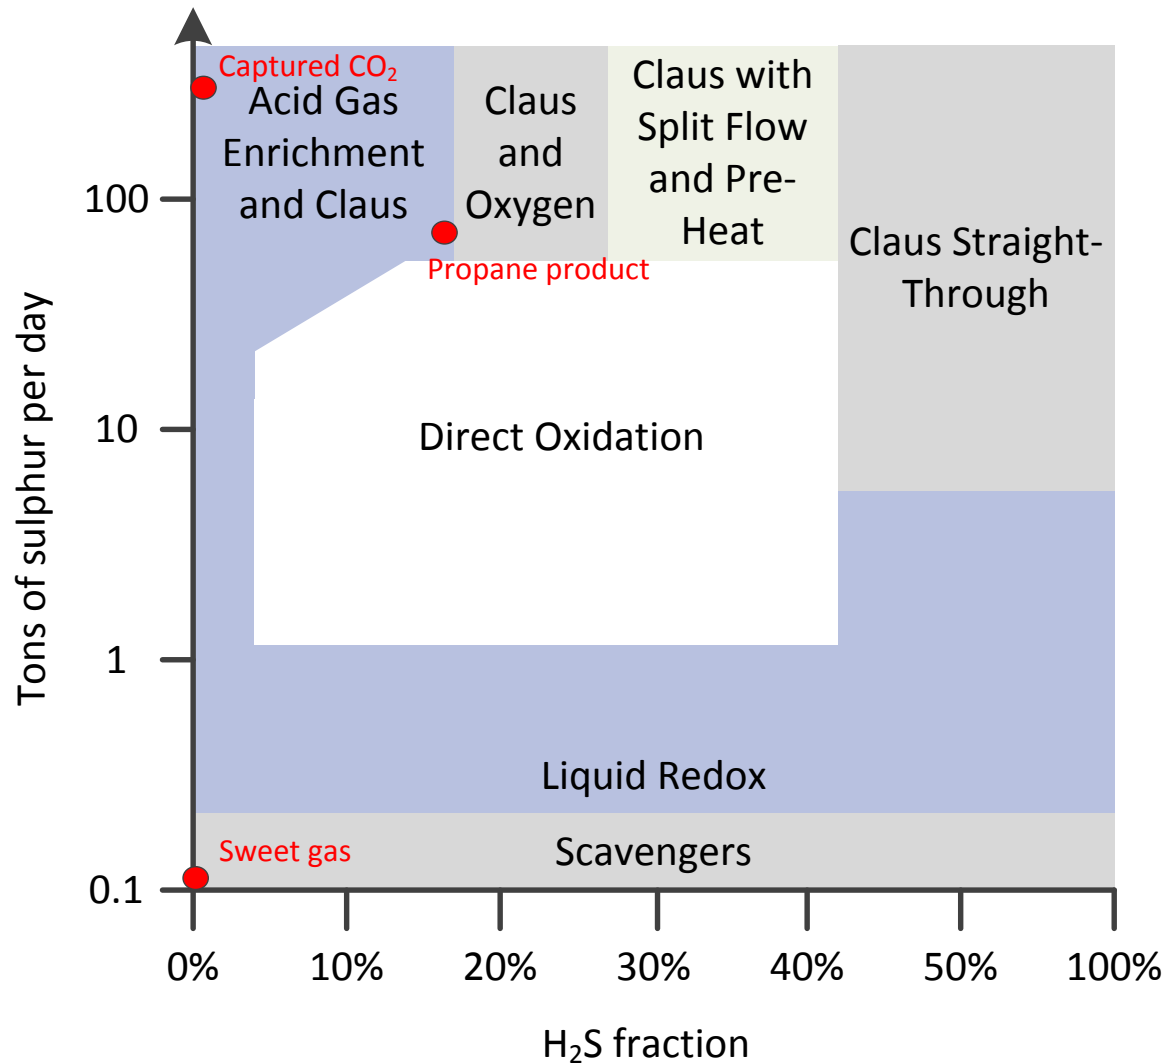 Captured CO₂
Acid Gas
Enrichment
and Claus
Claus
and
Oxygen
Claus with
Split Flow
and Pre-
Heat
Claus Straight-
Through
Propane product
Direct Oxidation
Liquid Redox
Sweet gas
Scavengers
Tons of sulphur per day
100
10
1
0.1
0%
10%
20%
30%
40%
50%
100%
H₂S fraction